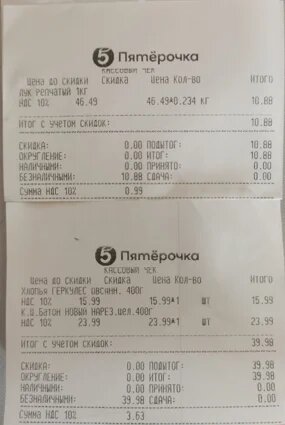 5 Пятёрочка
КАССОВЫЙ ЧЕК
Цена до скидки Скидка Цена Кол-во Итого
ЛУК РЕПЧАТЫЙ 1КГ
НДС 10% 46.49 46.49*0.234 КГ 10.88
ИТОГ С УЧЕТОМ СКИДОК: 10.88
СКИДКА: 0.00 ПОДЫТОГ: 10.88
ОКРУГЛЕНИЕ: 0.00 ИТОГ: 10.88
НАЛИЧНЫМИ: 0.00 ПРИНЯТО: 0.00
БЕЗНАЛИЧНЫМИ: 10.88 СДАЧА: 0.00
СУММА НДС 10% 0.99
5 Пятёрочка
КАССОВЫЙ ЧЕК
Цена до скидки Скидка Цена Кол-во Итого
Хлопья ГЕРКУЛЕС ОВСЯНН. 400г
НДС 10% 15.99 15.99*1 ШТ 15.99
К.Ц.Батон НОВЫЙ НАРЕЗ.цел.400г
НДС 10% 23.99 23.99*1 ШТ 23.99
ИТОГ С УЧЕТОМ СКИДОК: 39.98
СКИДКА: 0.00 ПОДЫТОГ: 39.98
ОКРУГЛЕНИЕ: 0.00 ИТОГ: 39.98
НАЛИЧНЫМИ: 0.00 ПРИНЯТО: 0.00
БЕЗНАЛИЧНЫМИ: 39.98 СДАЧА: 0.00
СУММА НДС 10% 3.63